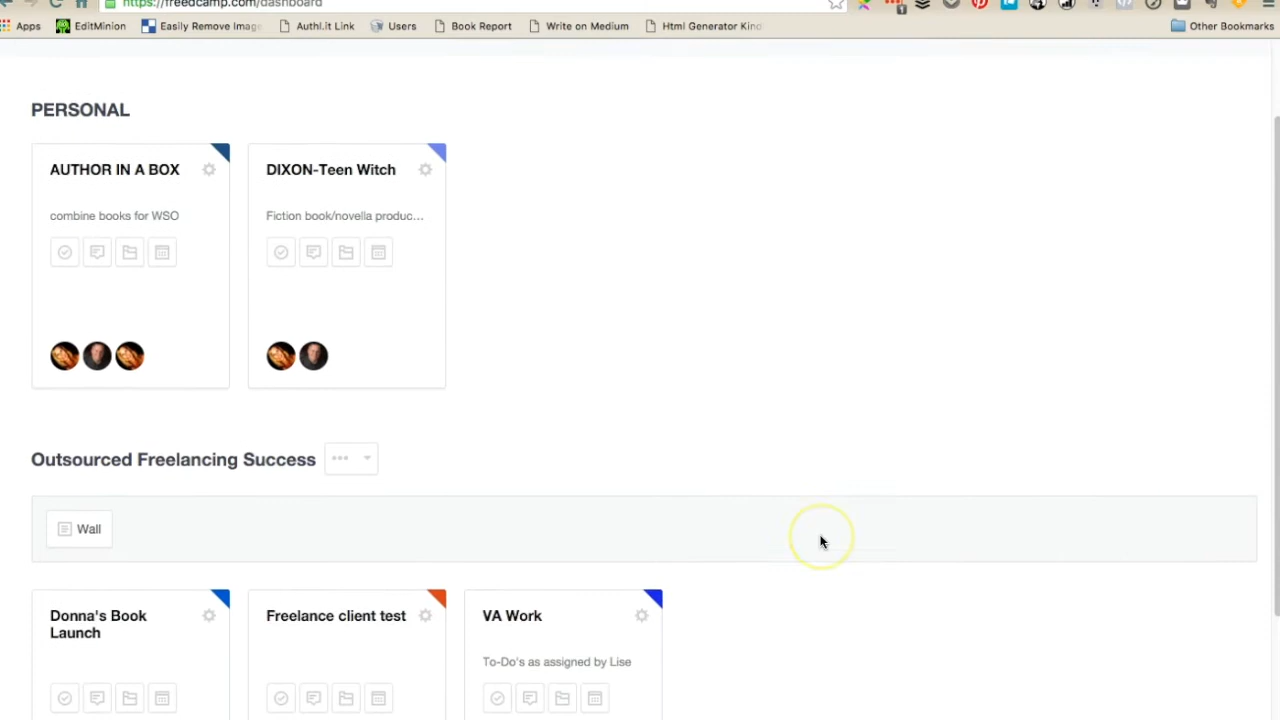 https://freedcamp.com/dashboard
Apps EditMinion Easily Remove Imag Authl.it Link Users Book Report Write on Medium Html Generator Kind Other Bookmarks
PERSONAL
AUTHOR IN A BOX DIXON-Teen Witch
combine books for WSO Fiction book/novella produc...
Outsourced Freelancing Success
Wall
Donna's Book Freelance client test VA Work
Launch
To-Do's as assigned by Lise